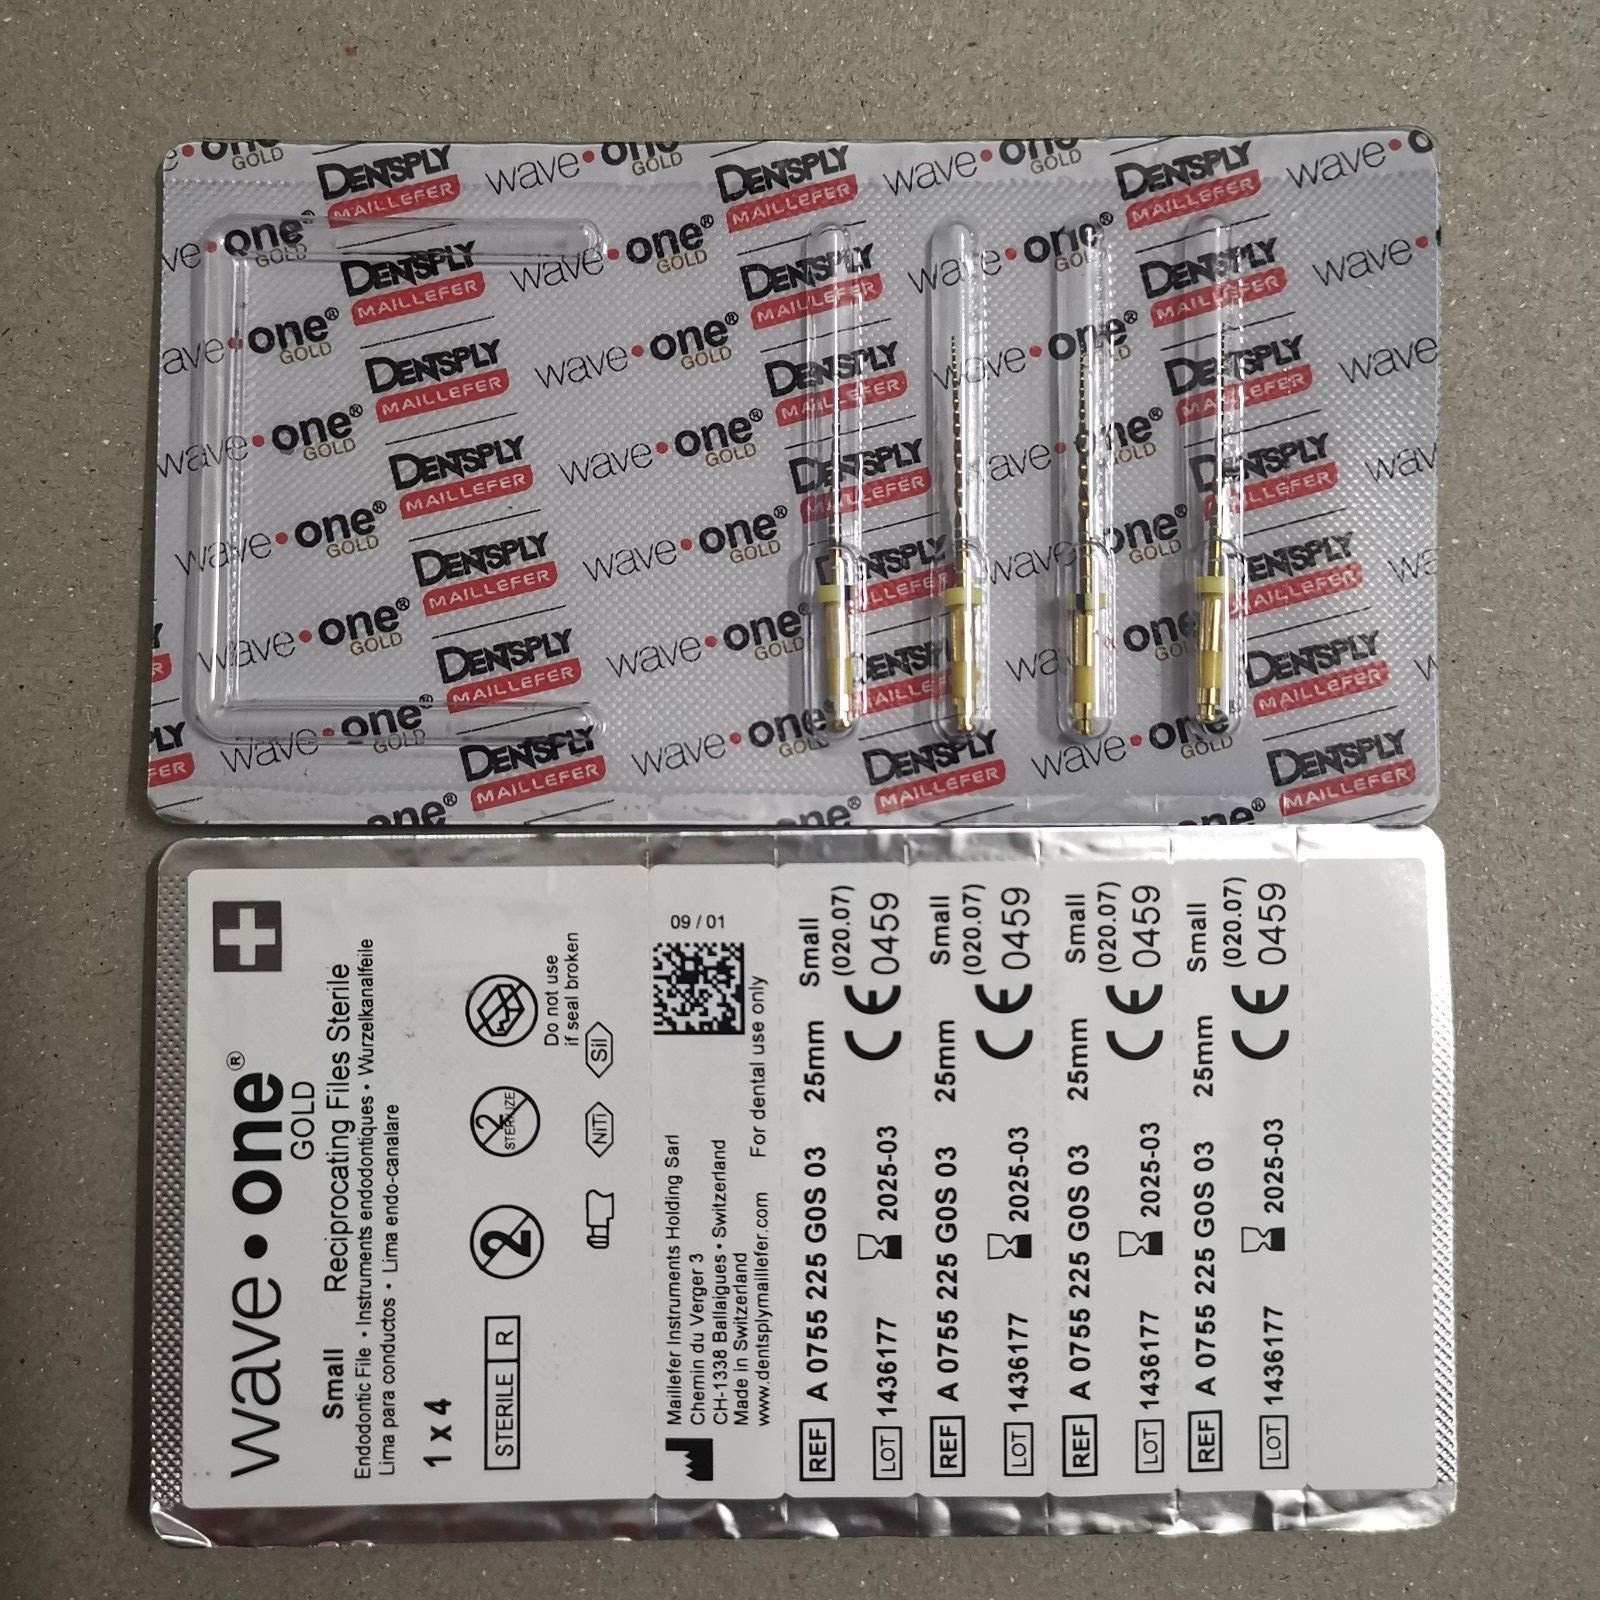 wave•one®
GOLD
DENTSPLY
MAILLEFER
wave•one®
GOLD
Small Reciprocating Files Sterile
Endodontic File • Instruments endodontiques • Wurzelkanalfeile
Lima para conductos • Lima endo-canalare
1 x 4
STERILE R
2
2
STERILIZE
Do not use
if seal broken
NiTi
Sil
09 / 01
Maillefer Instruments Holding Sarl
Chemin du Verger 3
CH-1338 Ballaigues • Switzerland
Made in Switzerland
www.dentsplymaillefer.com For dental use only
REF A 0755 225 G0S 03 25mm Small
(020.07)
LOT 1436177 2025-03 CE 0459
REF A 0755 225 G0S 03 25mm Small
(020.07)
LOT 1436177 2025-03 CE 0459
REF A 0755 225 G0S 03 25mm Small
(020.07)
LOT 1436177 2025-03 CE 0459
REF A 0755 225 G0S 03 25mm Small
(020.07)
LOT 1436177 2025-03 CE 0459